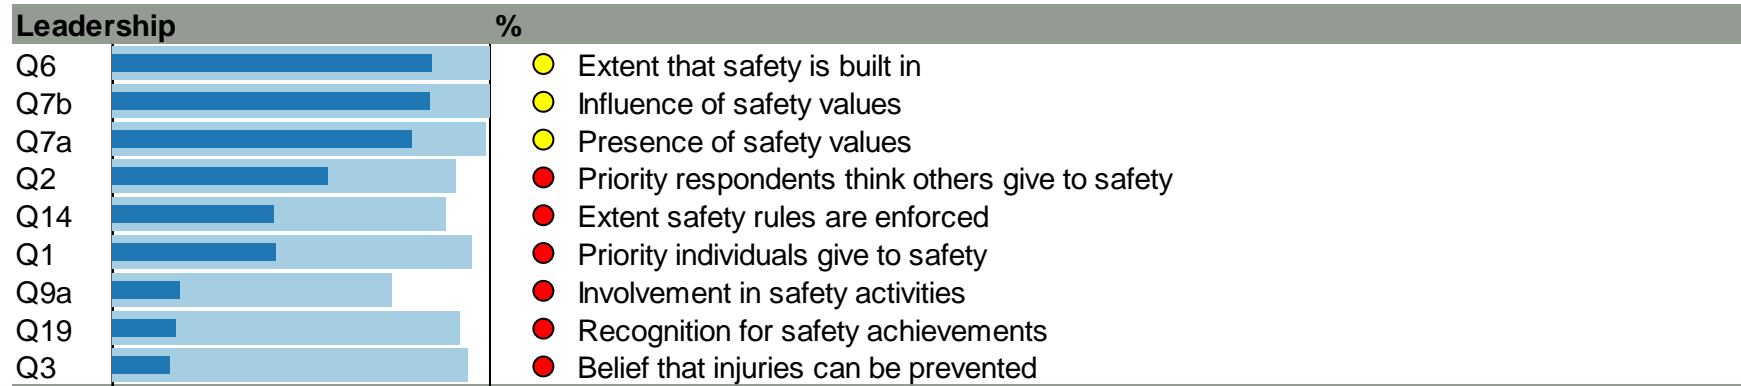 Leadership %
Q6 Extent that safety is built in
Q7b Influence of safety values
Q7a Presence of safety values
Q2 Priority respondents think others give to safety
Q14 Extent safety rules are enforced
Q1 Priority individuals give to safety
Q9a Involvement in safety activities
Q19 Recognition for safety achievements
Q3 Belief that injuries can be prevented